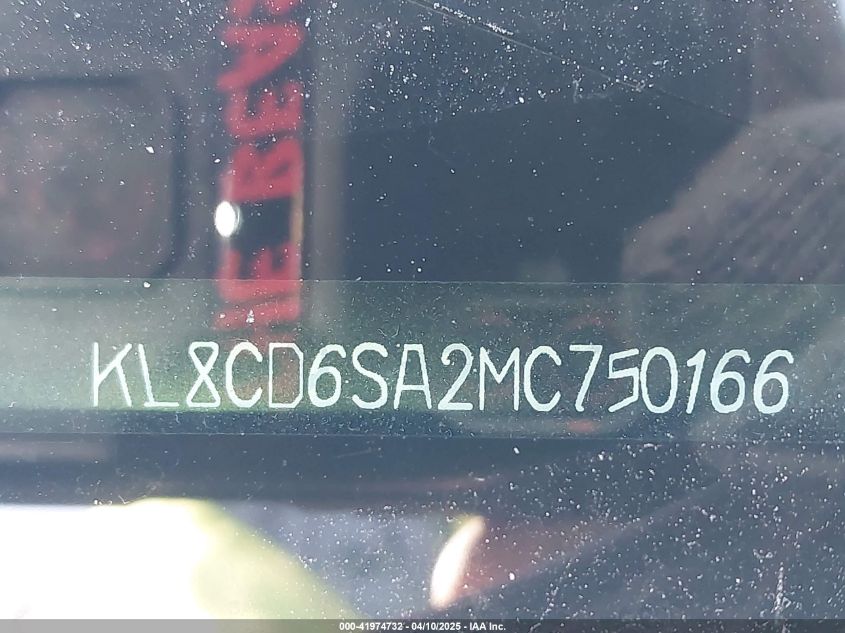 KL8CD6SA2MC750166
000-41974732 - 04/10/2025 - IAA Inc.